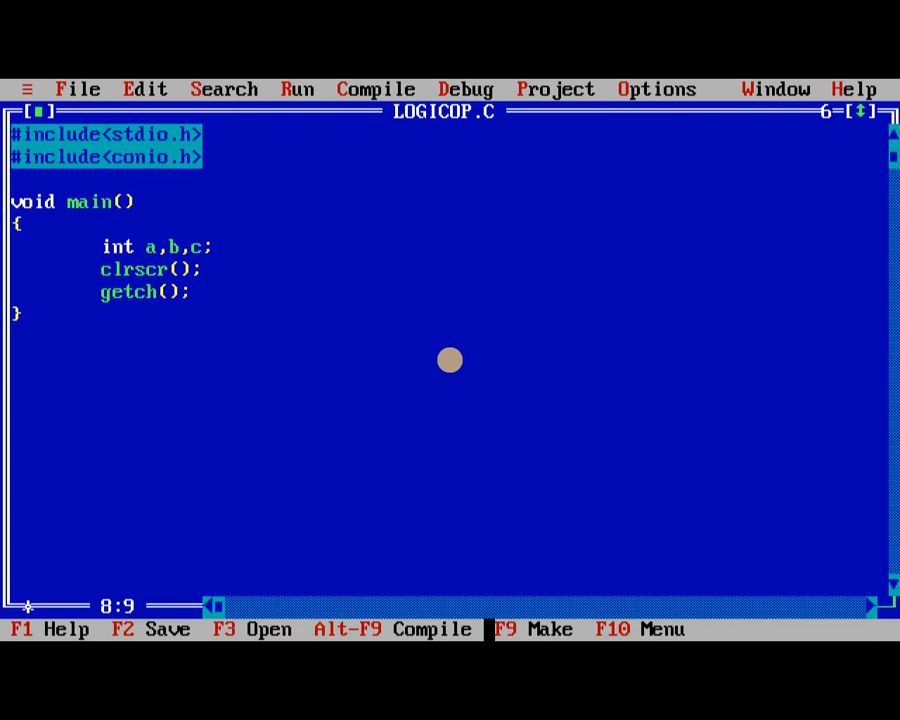 ≡ File Edit Search Run Compile Debug Project Options Window Help
[■] LOGICOP.C 6=[↕]
#include<stdio.h>
#include<conio.h>
void main()
{
int a,b,c;
clrscr();
getch();
}
8:9
F1 Help F2 Save F3 Open Alt-F9 Compile F9 Make F10 Menu